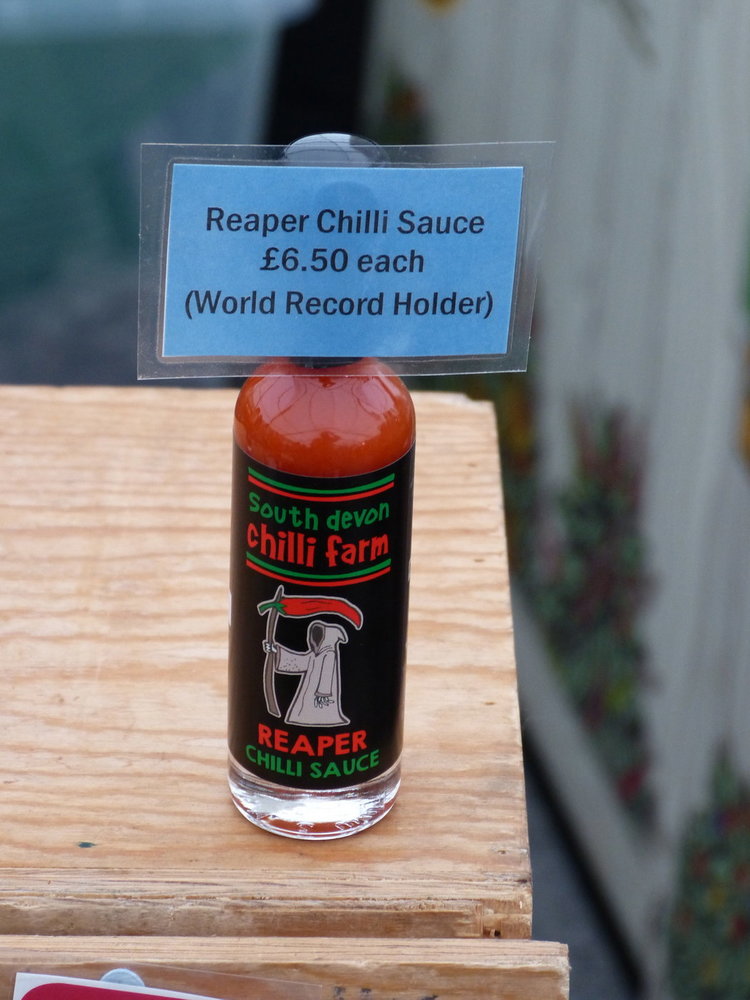 Reaper Chilli Sauce
£6.50 each
(World Record Holder)
South devon
chilli farm
REAPER
CHILLI SAUCE